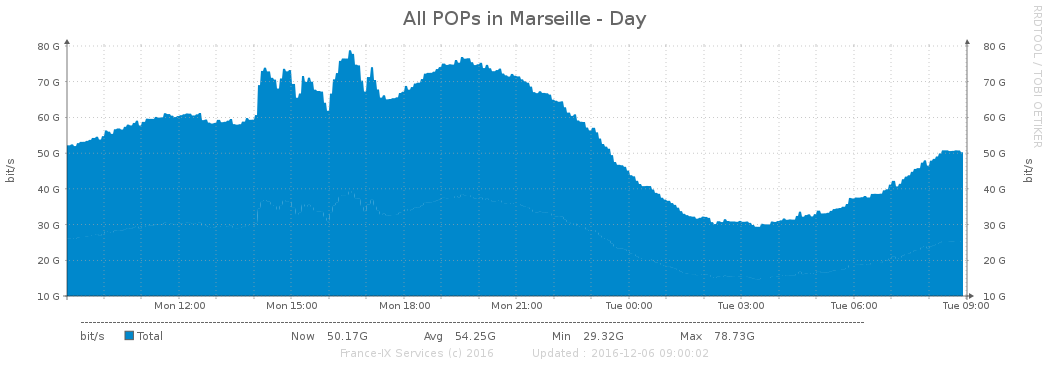 All POPs in Marseille - Day
RRDTOOL / TOBI OETIKER
80 G 80 G
70 G 70 G
60 G 60 G
50 G 50 G
40 G 40 G
30 G 30 G
20 G 20 G
10 G 10 G
bit/s
bit/s
Mon 12:00 Mon 15:00 Mon 18:00 Mon 21:00 Tue 00:00 Tue 03:00 Tue 06:00 Tue 09:00
bit/s Total Now 50.17G Avg 54.25G Min 29.32G Max 78.73G
France-IX Services (c) 2016 Updated : 2016-12-06 09:00:02